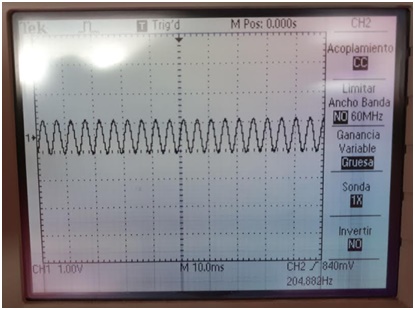 Tek T Trig'd M Pos: 0.000s CH2
Acoplamiento
CC
Limitar
Ancho Banda
NO 60MHz
Ganancia
Variable
Gruesa
Sonda
1X
Invertir
NO
1
CH1 1.00V M 10.0ms CH2 840mV
204.882Hz